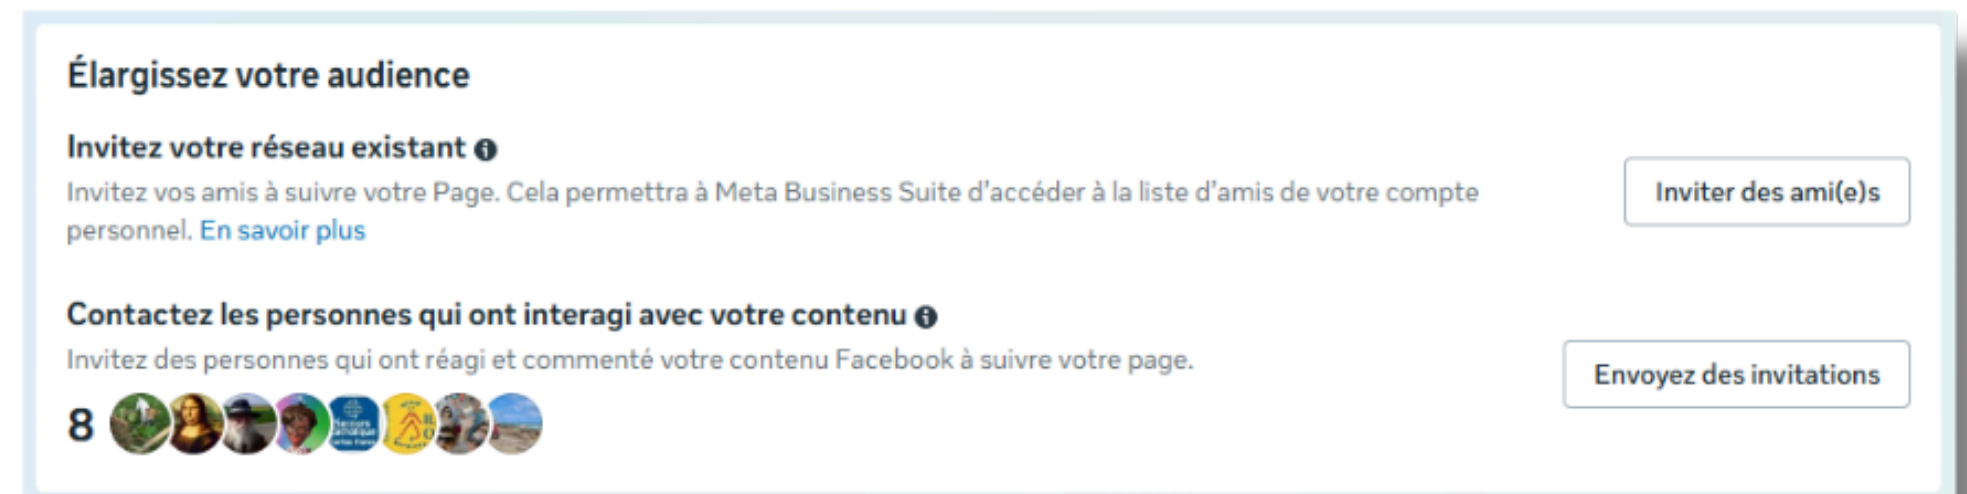 Élargissez votre audience
Invitez votre réseau existant
Invitez vos amis à suivre votre Page. Cela permettra à Meta Business Suite d'accéder à la liste d'amis de votre compte
personnel. En savoir plus
Inviter des ami(e)s
Contactez les personnes qui ont interagi avec votre contenu
Invitez des personnes qui ont réagi et commenté votre contenu Facebook à suivre votre page.
Envoyez des invitations
8